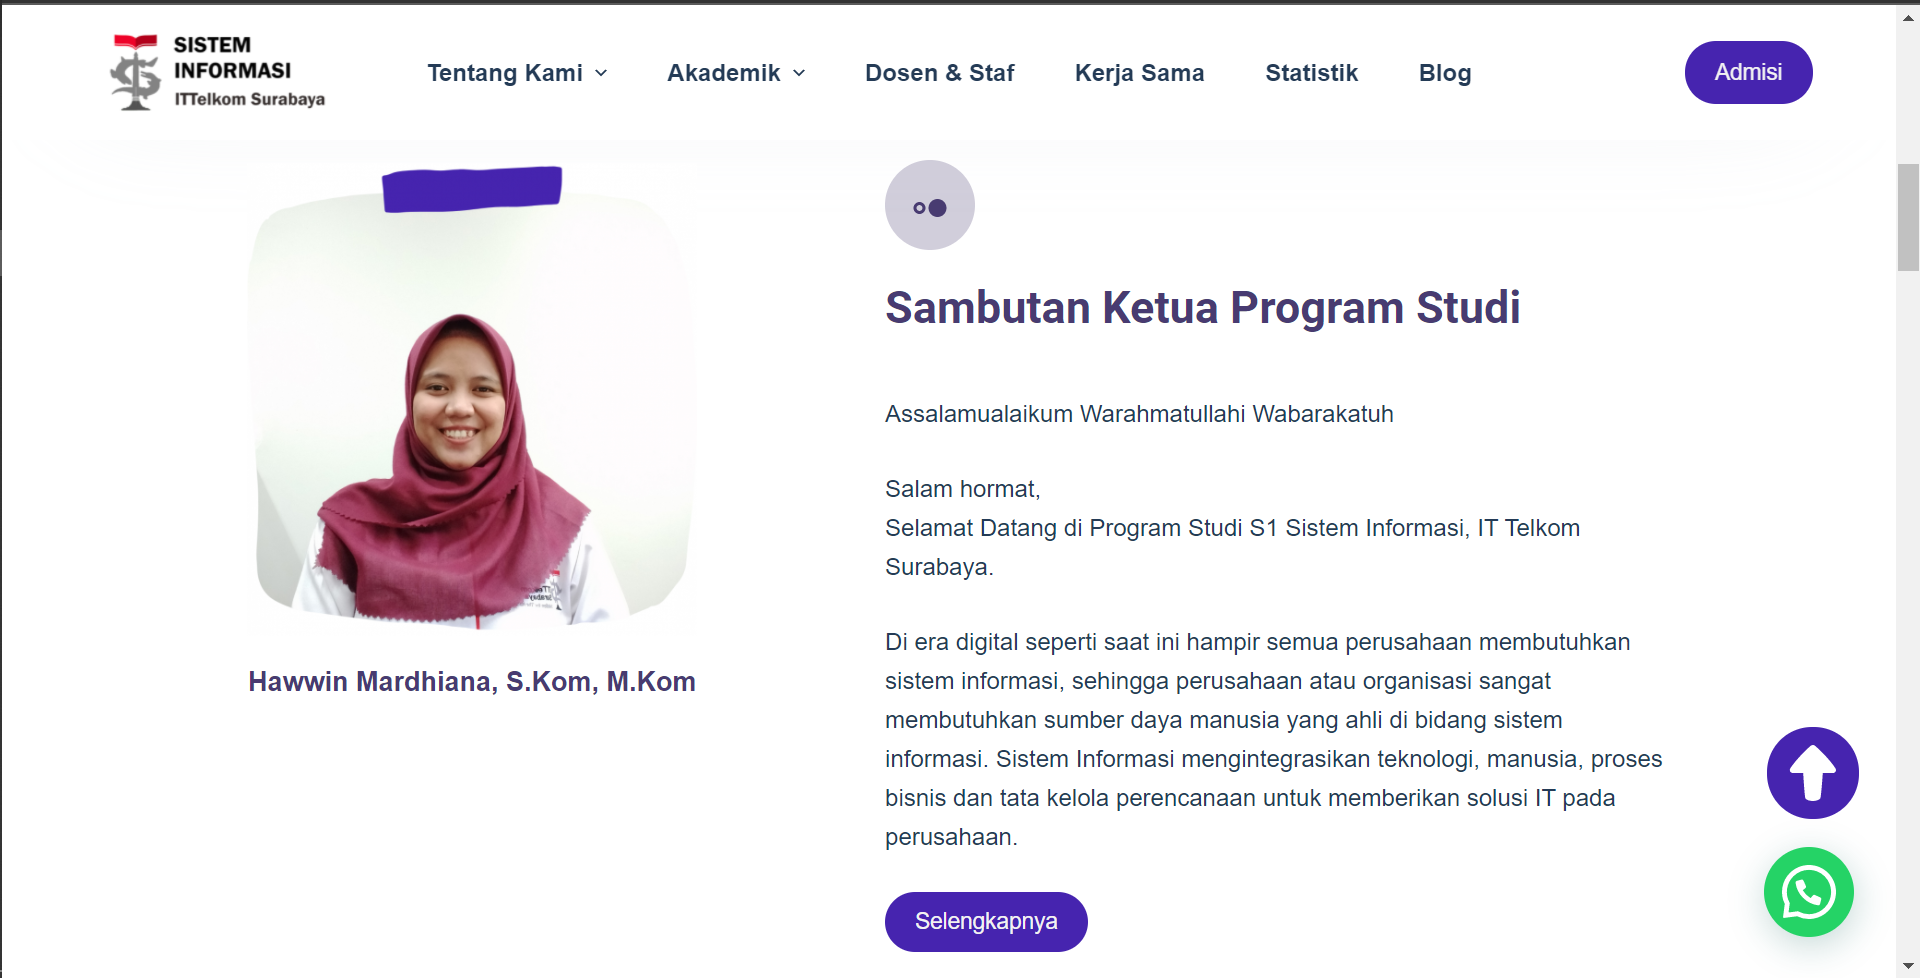 SISTEM
INFORMASI
ITTelkom Surabaya
Tentang Kami
Akademik
Dosen & Staf
Kerja Sama
Statistik
Blog
Admisi
Hawwin Mardhiana, S.Kom, M.Kom
Sambutan Ketua Program Studi
Assalamualaikum Warahmatullahi Wabarakatuh
Salam hormat,
Selamat Datang di Program Studi S1 Sistem Informasi, IT Telkom
Surabaya.
Di era digital seperti saat ini hampir semua perusahaan membutuhkan
sistem informasi, sehingga perusahaan atau organisasi sangat
membutuhkan sumber daya manusia yang ahli di bidang sistem
informasi. Sistem Informasi mengintegrasikan teknologi, manusia, proses
bisnis dan tata kelola perencanaan untuk memberikan solusi IT pada
perusahaan.
Selengkapnya